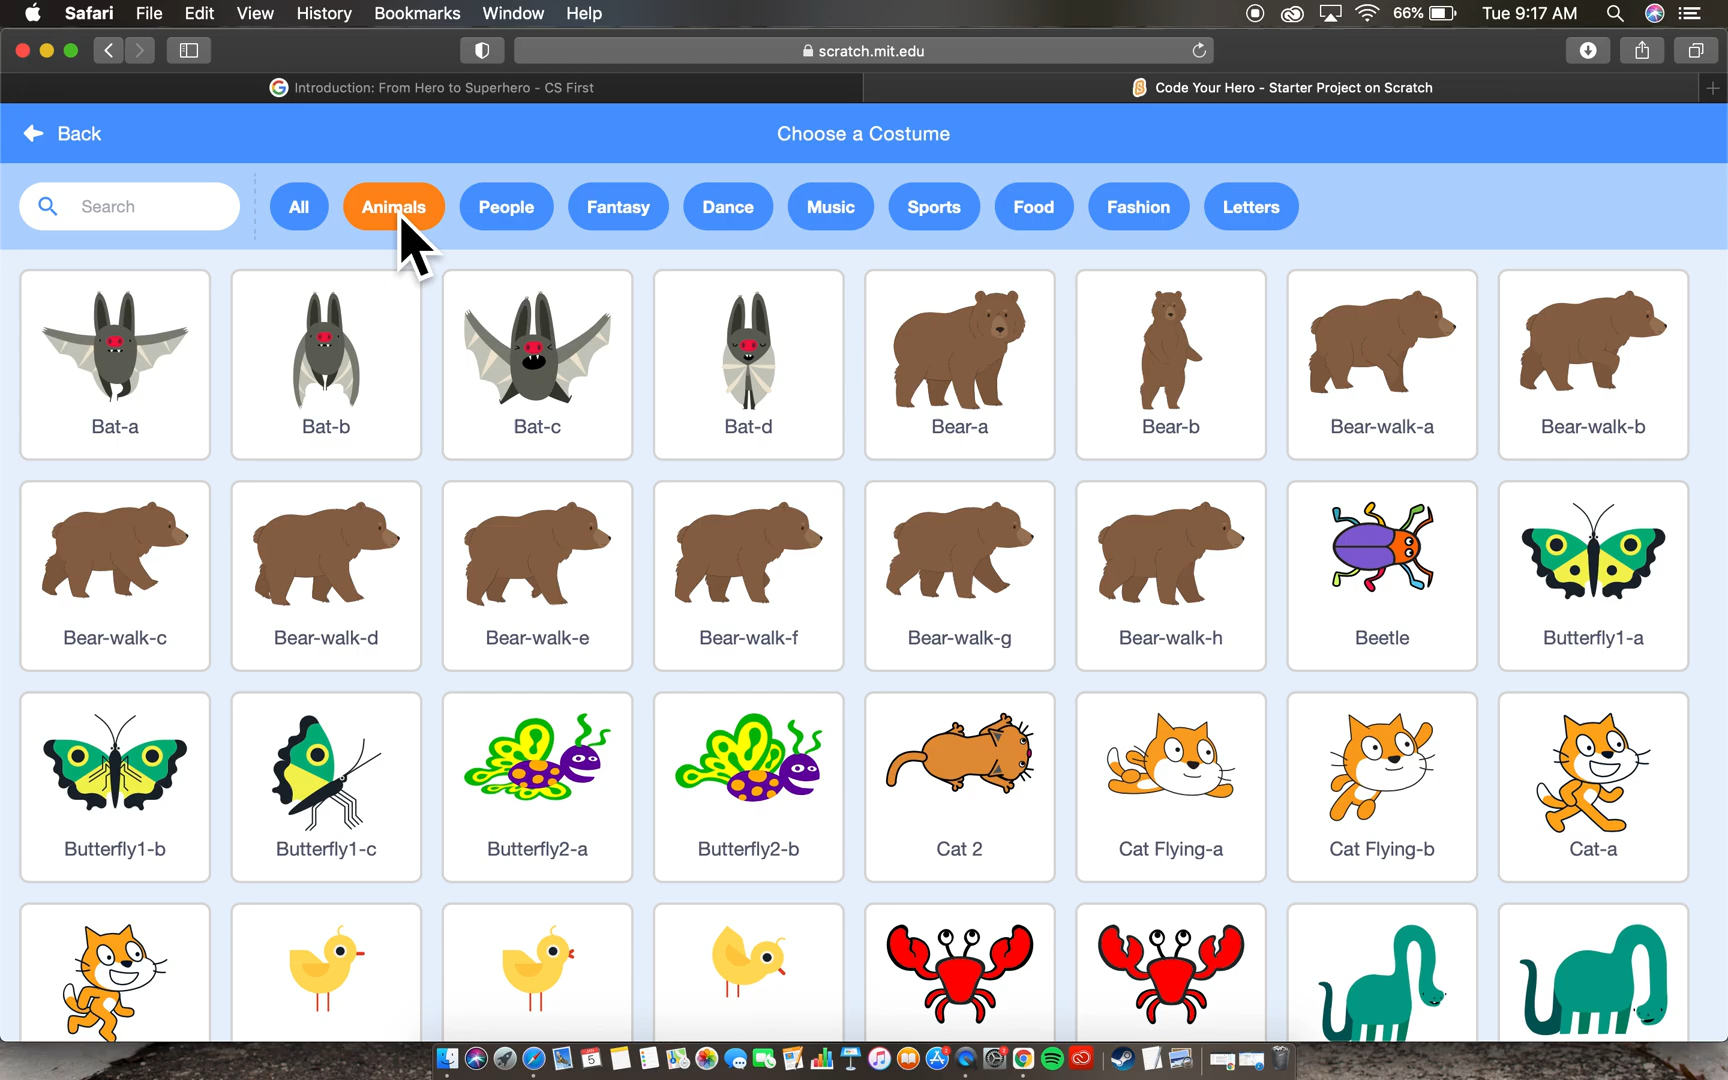 Safari File Edit View History Bookmarks Window Help 66% Tue 9:17 AM
scratch.mit.edu
Introduction: From Hero to Superhero - CS First Code Your Hero - Starter Project on Scratch
Back Choose a Costume
Search All Animals People Fantasy Dance Music Sports Food Fashion Letters
Bat-a Bat-b Bat-c Bat-d Bear-a Bear-b Bear-walk-a Bear-walk-b
Bear-walk-c Bear-walk-d Bear-walk-e Bear-walk-f Bear-walk-g Bear-walk-h Beetle Butterfly1-a
Butterfly1-b Butterfly1-c Butterfly2-a Butterfly2-b Cat 2 Cat Flying-a Cat Flying-b Cat-a
5